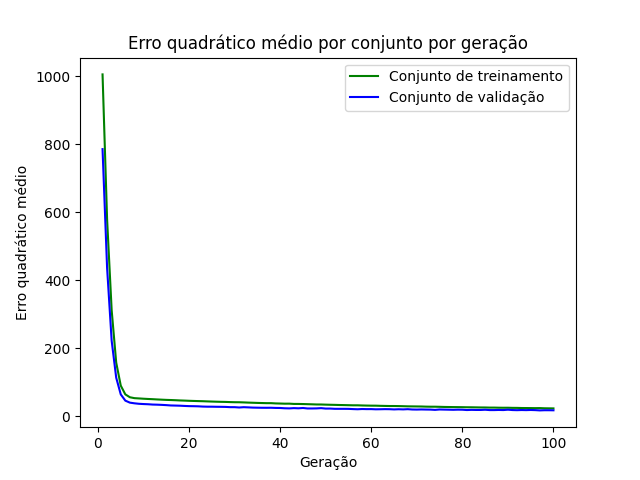 Erro quadrático médio por conjunto por geração
Conjunto de treinamento
Conjunto de validação
Erro quadrático médio
1000
800
600
400
200
0
0 20 40 60 80 100
Geração